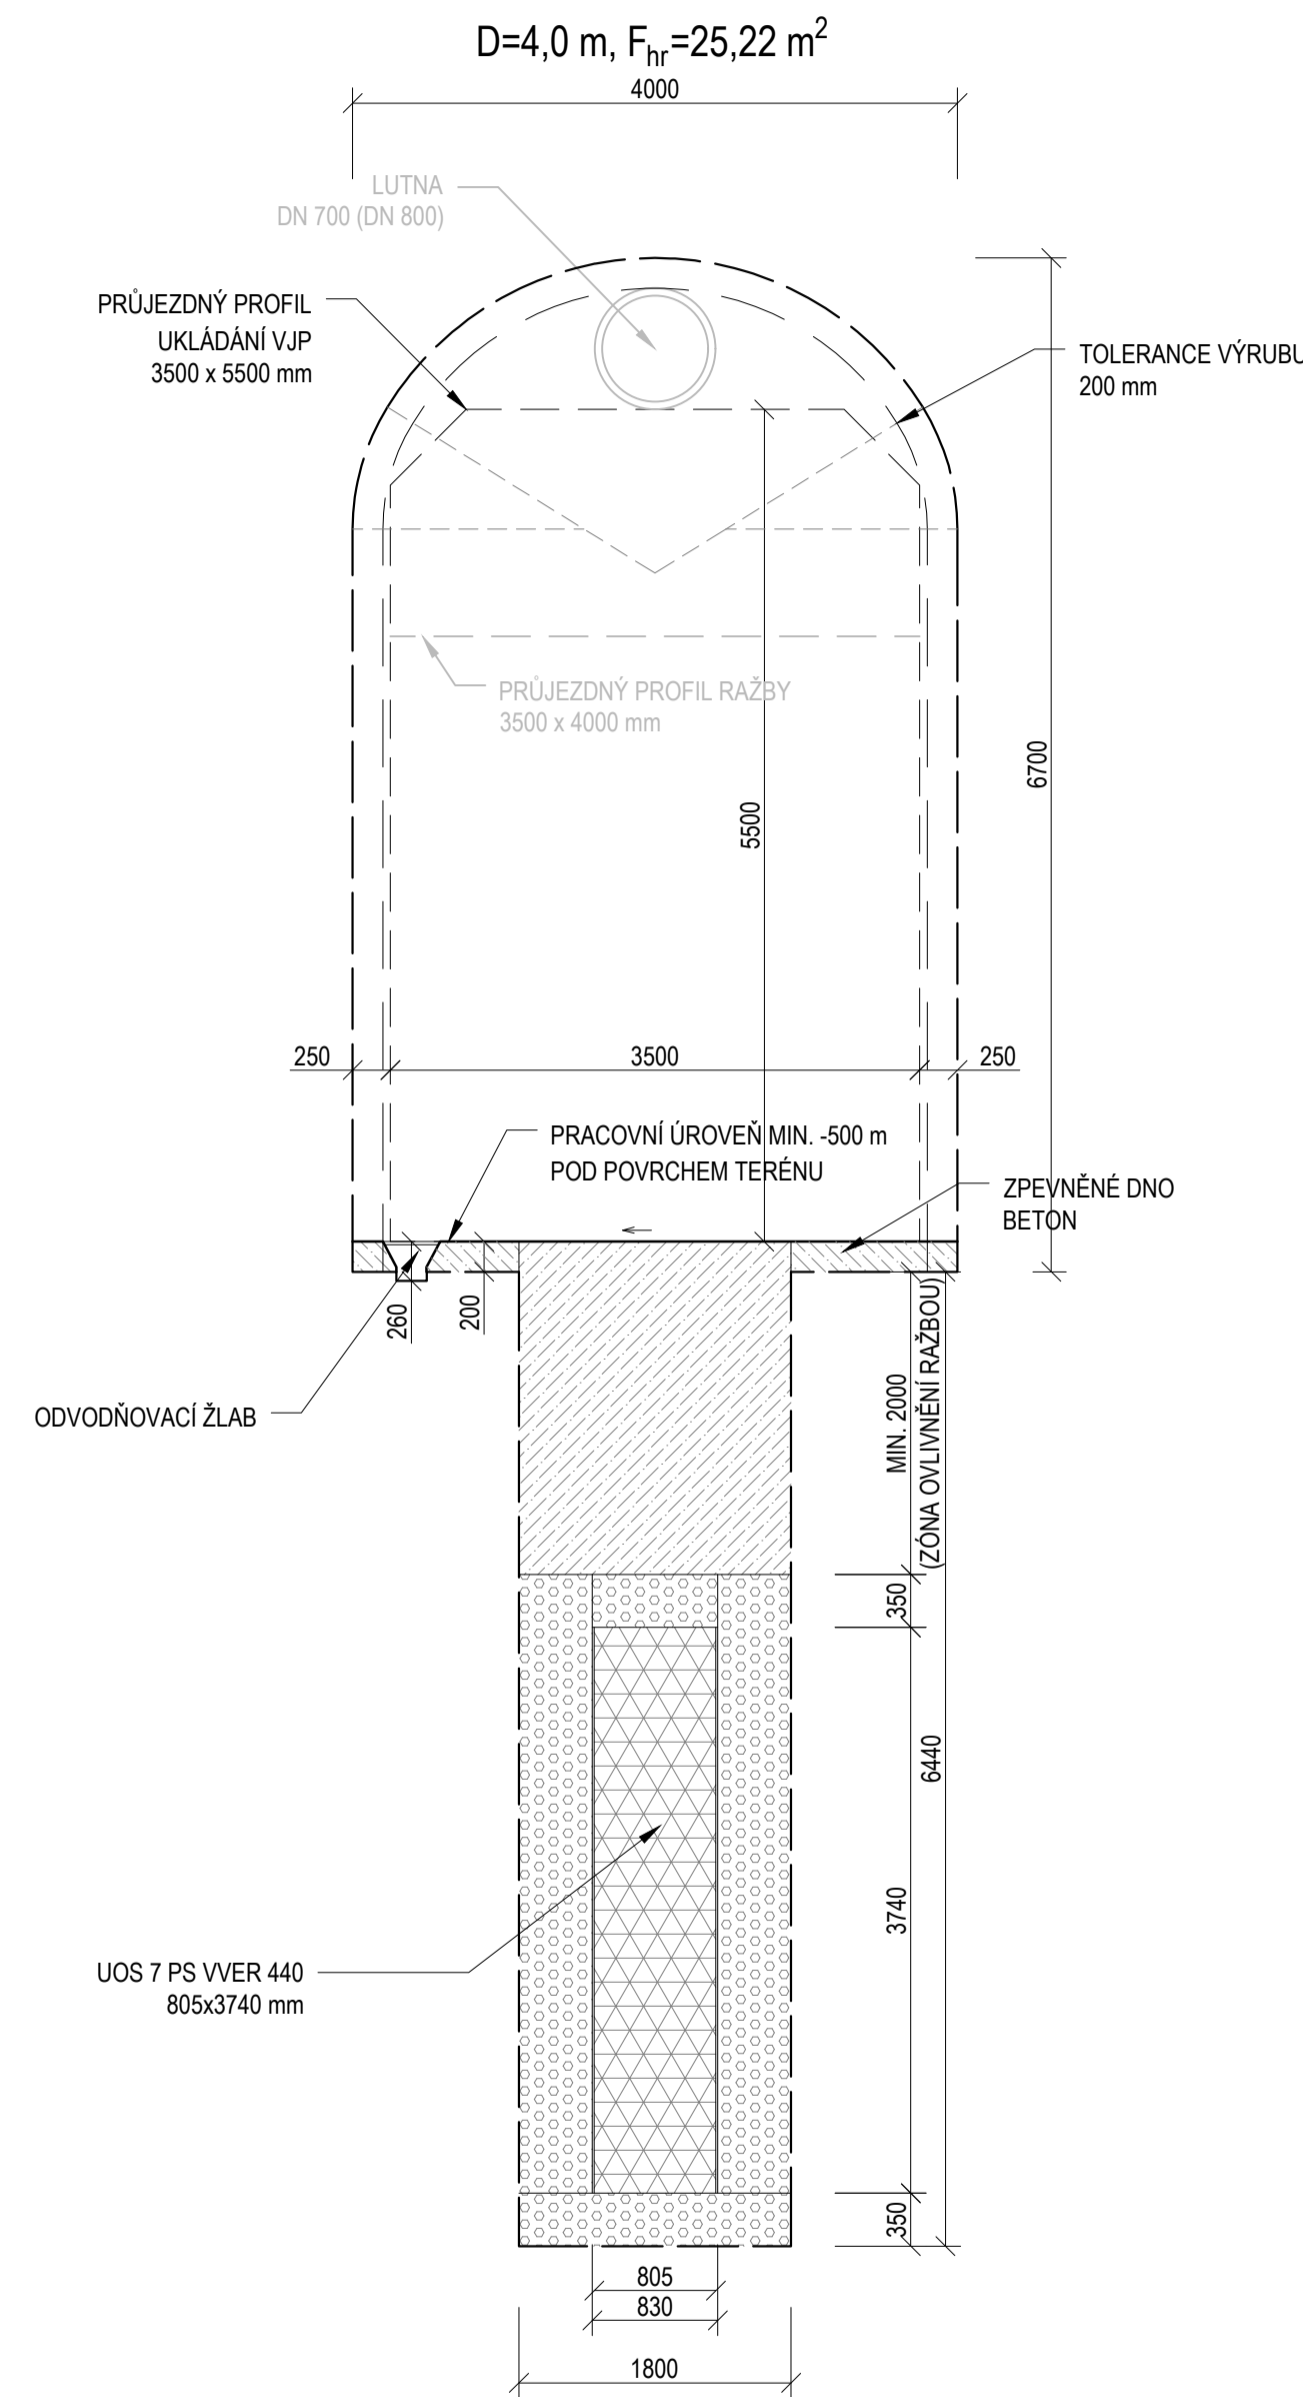 D=4,0 m, Fhr=25,22 m²
4000
LUTNA
DN 700 (DN 800)
PRŮJEZDNÝ PROFIL
UKLÁDÁNÍ VJP
3500 x 5500 mm
TOLERANCE VÝRUBU
200 mm
PRŮJEZDNÝ PROFIL RAŽBY
3500 x 4000 mm
6700
5500
250
3500
250
PRACOVNÍ ÚROVEŇ MIN. -500 m
POD POVRCHEM TERÉNU
ZPEVNĚNÉ DNO
BETON
260
200
ODVODŇOVACÍ ŽLAB
MIN. 2000
(ZÓNA OVLIVNĚNÍ RAŽBOU)
350
6440
3740
UOS 7 PS VVER 440
805x3740 mm
350
805
830
1800